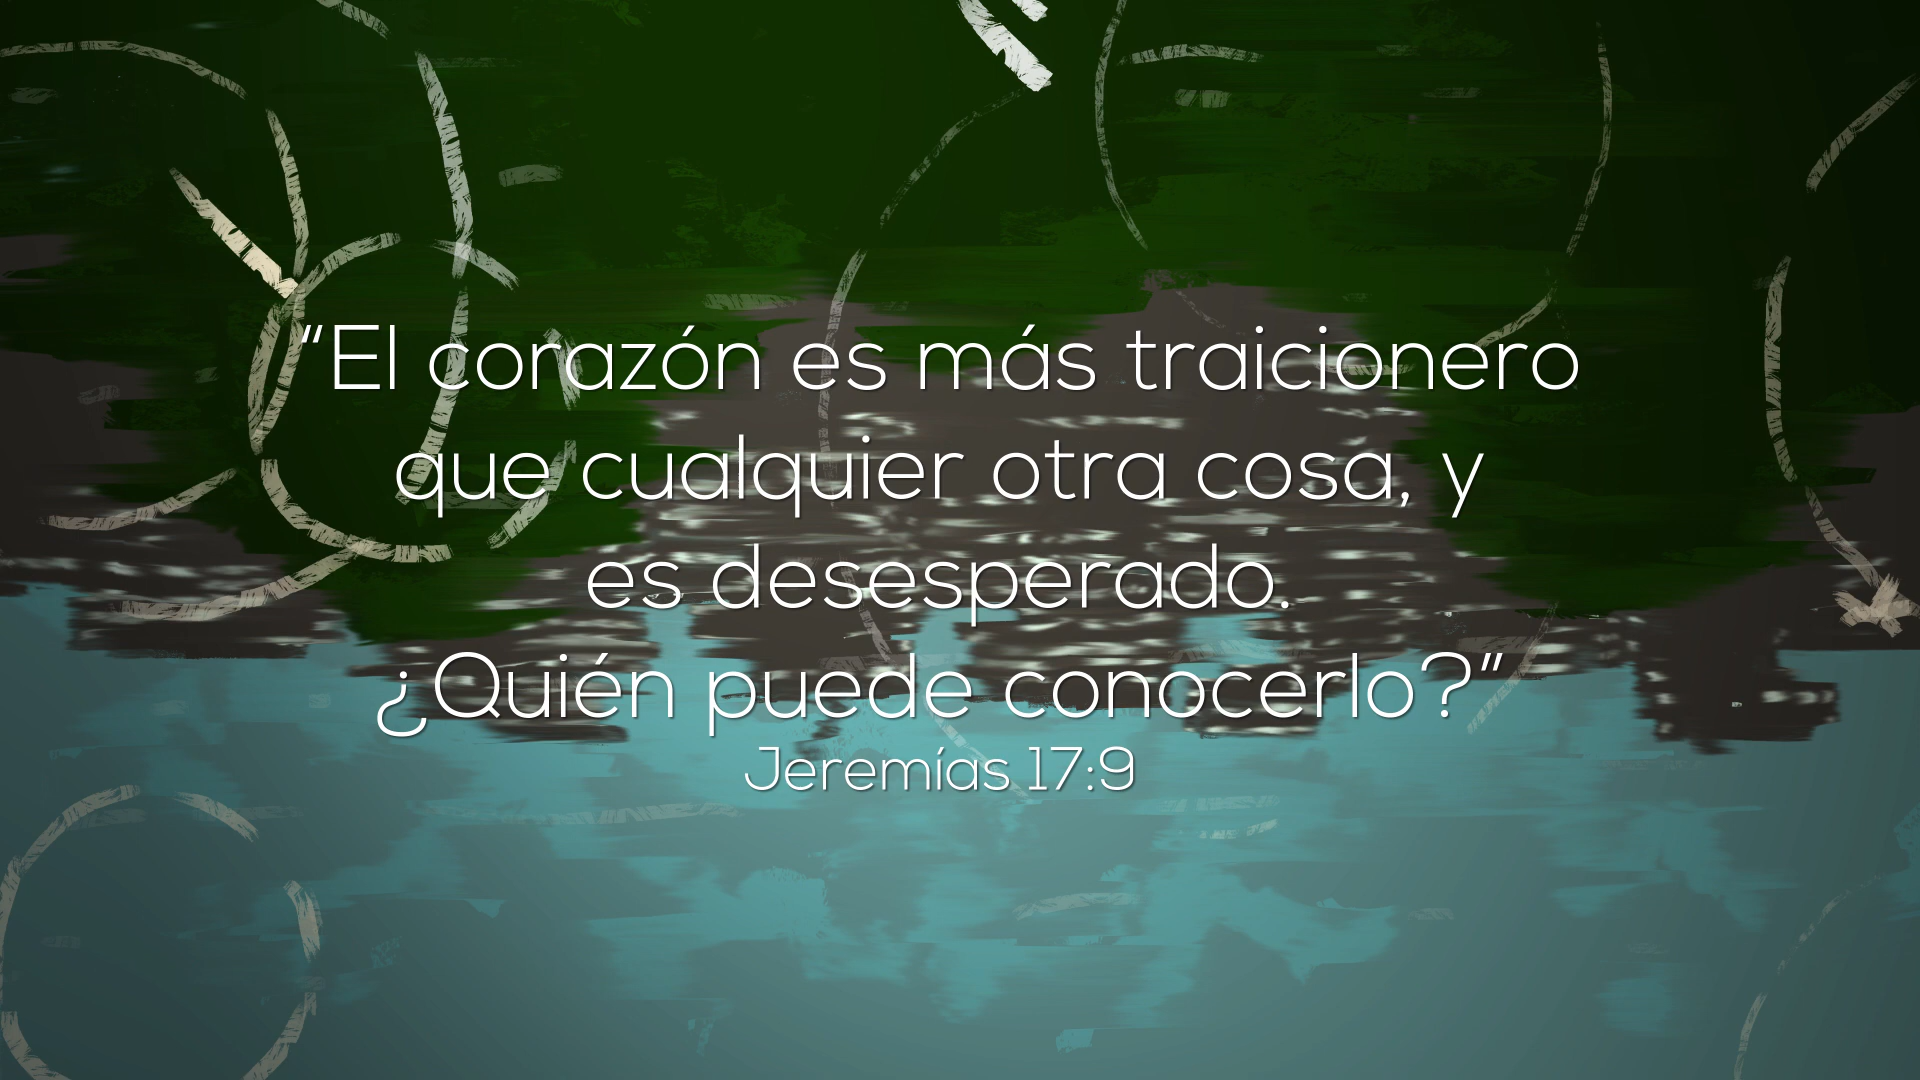 “El corazón es más traicionero
que cualquier otra cosa, y
es desesperado.
¿Quién puede conocerlo?”
Jeremías 17:9